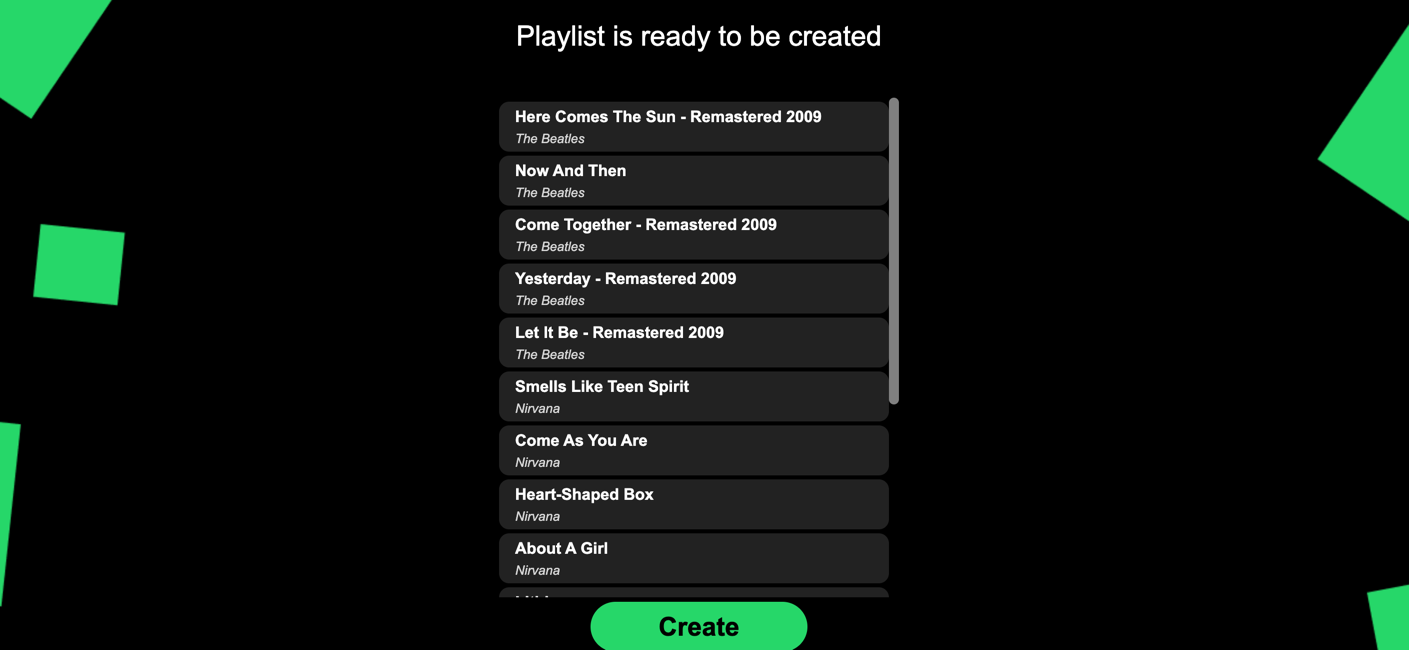 Playlist is ready to be created
Here Comes The Sun - Remastered 2009
The Beatles
Now And Then
The Beatles
Come Together - Remastered 2009
The Beatles
Yesterday - Remastered 2009
The Beatles
Let It Be - Remastered 2009
The Beatles
Smells Like Teen Spirit
Nirvana
Come As You Are
Nirvana
Heart-Shaped Box
Nirvana
About A Girl
Nirvana
Create